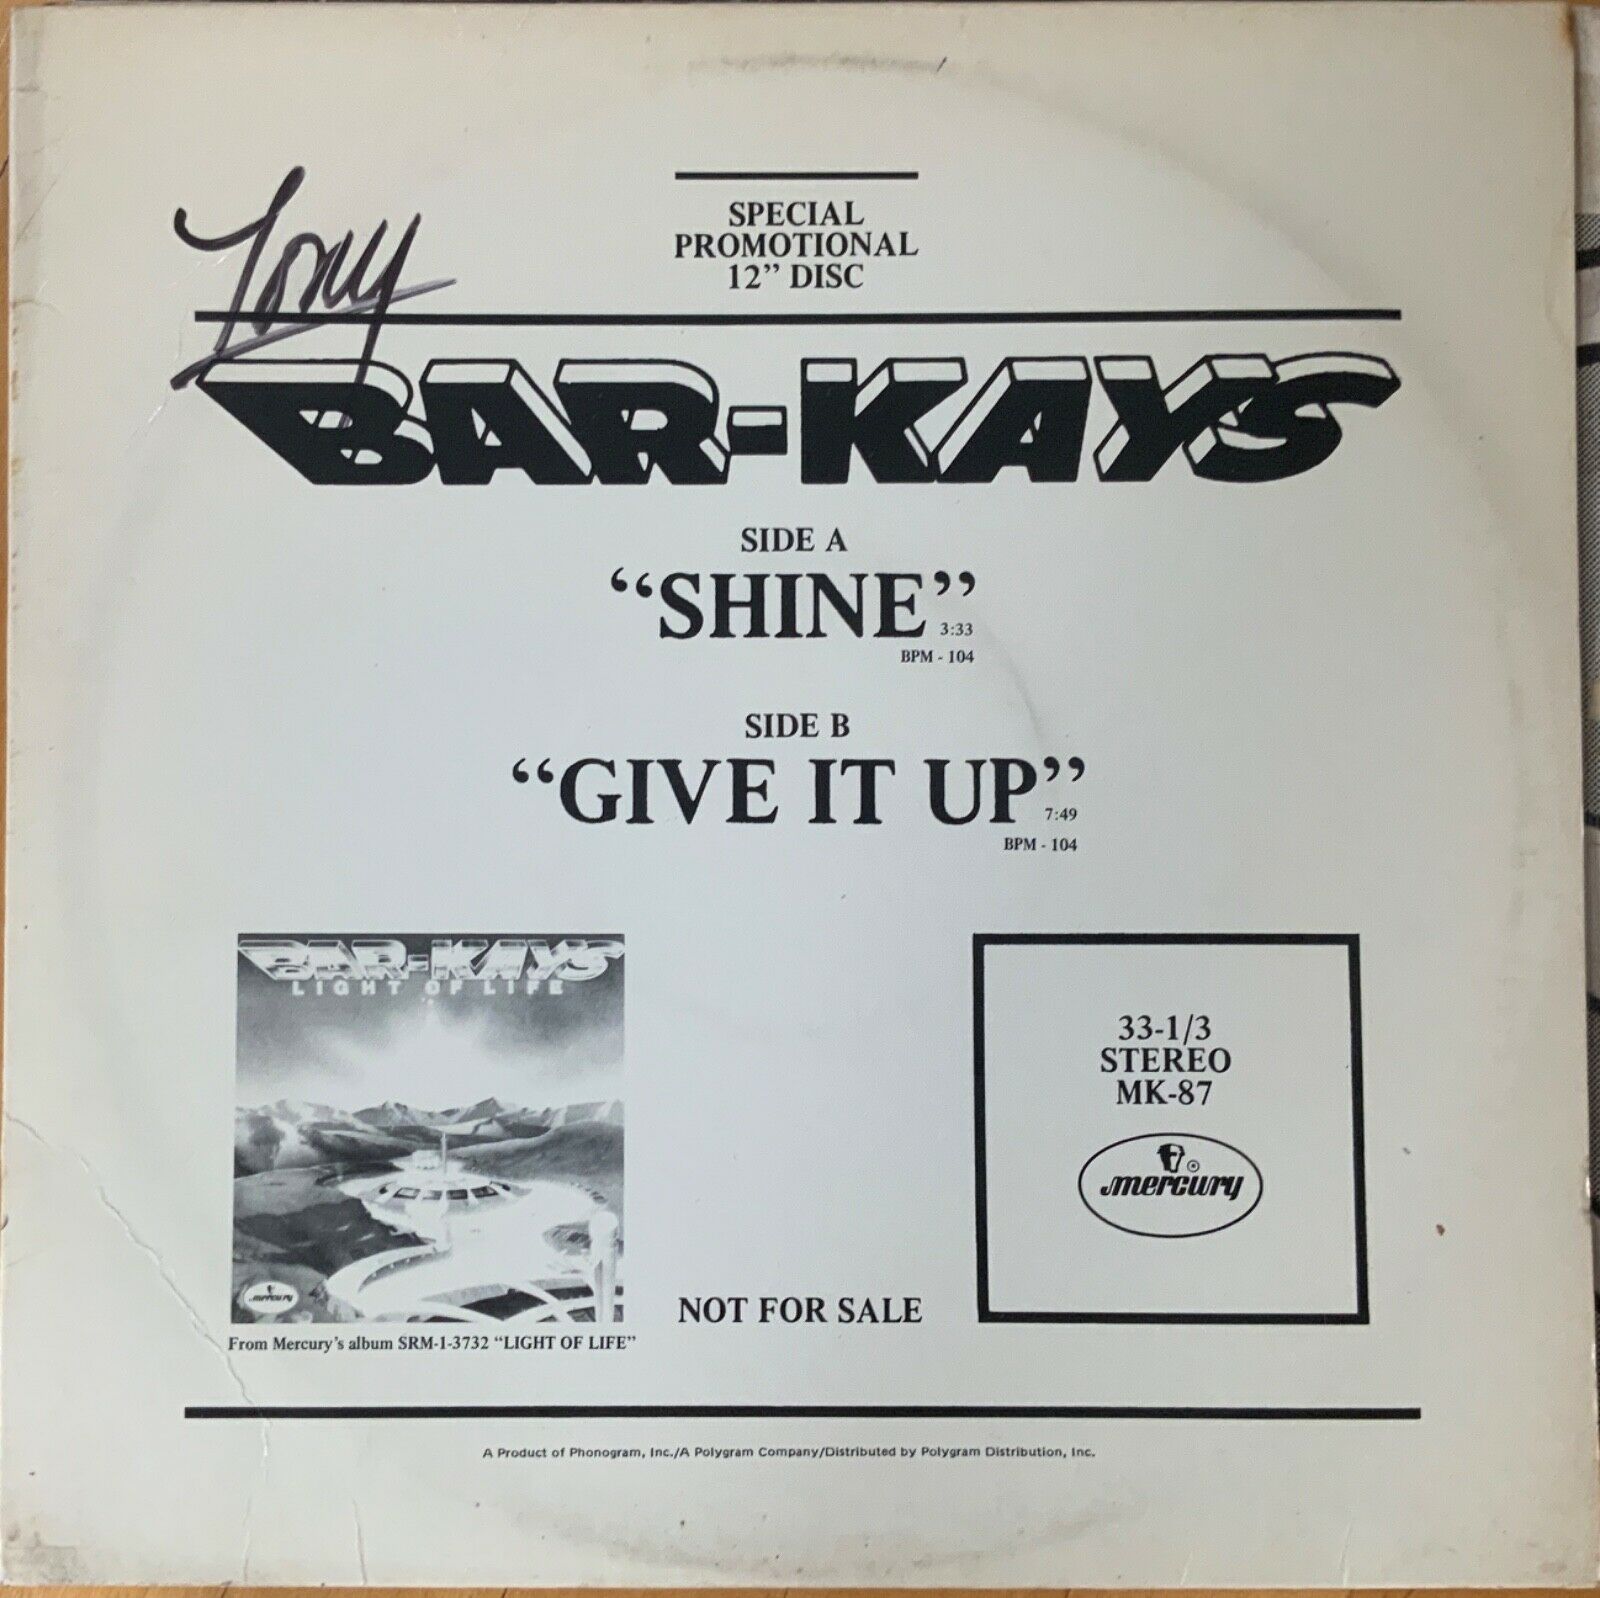 SPECIAL
PROMOTIONAL
12” DISC
Tony
BAR-KAYS
SIDE A
“SHINE” 3:33
BPM - 104
SIDE B
“GIVE IT UP” 7:49
BPM - 104
BAR-KAYS
LIGHT OF LIFE
mercury
From Mercury’s album SRM-1-3732 “LIGHT OF LIFE”
NOT FOR SALE
33-1/3
STEREO
MK-87
mercury
A Product of Phonogram, Inc./A Polygram Company/Distributed by Polygram Distribution, Inc.